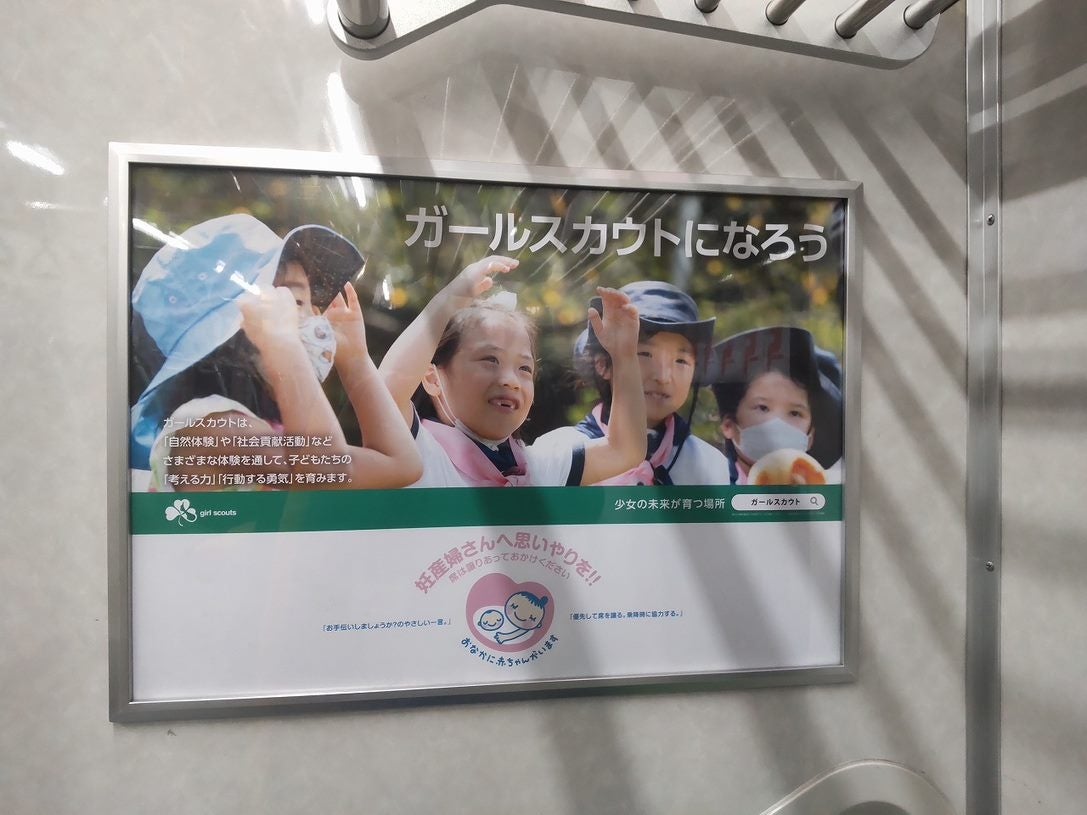 ガールスカウトになろう
ガールスカウトは、
「自然体験」や「社会貢献活動」など
さまざまな体験を通して、子どもたちの
「考える力」「行動する勇気」を育みます。
girl scouts
少女の未来が育つ場所
ガールスカウト
妊産婦さんへ思いやりを!!
席は譲りあっておかけください
「お手伝いしましょうか?のやさしい一言。」
「優先して席を譲る。乗降時に協力する。」
おなかに赤ちゃんがいます